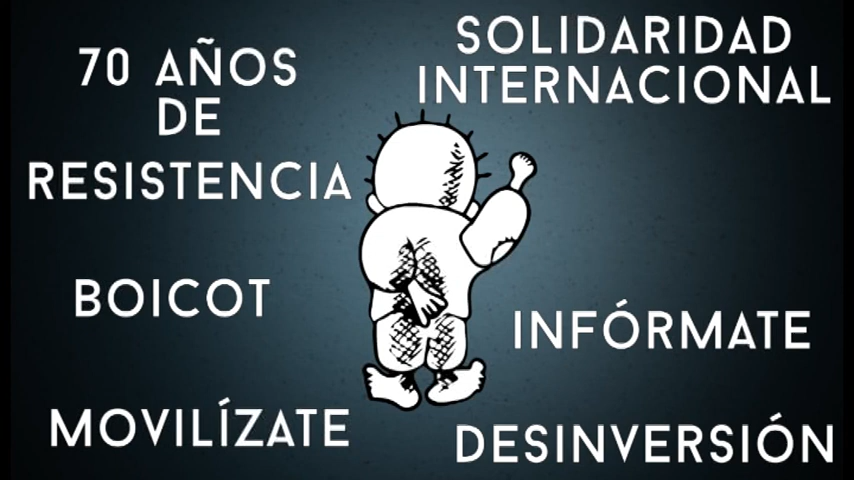 70 AÑOS
DE
RESISTENCIA
SOLIDARIDAD
INTERNACIONAL
BOICOT
INFÓRMATE
MOVILÍZATE
DESINVERSIÓN